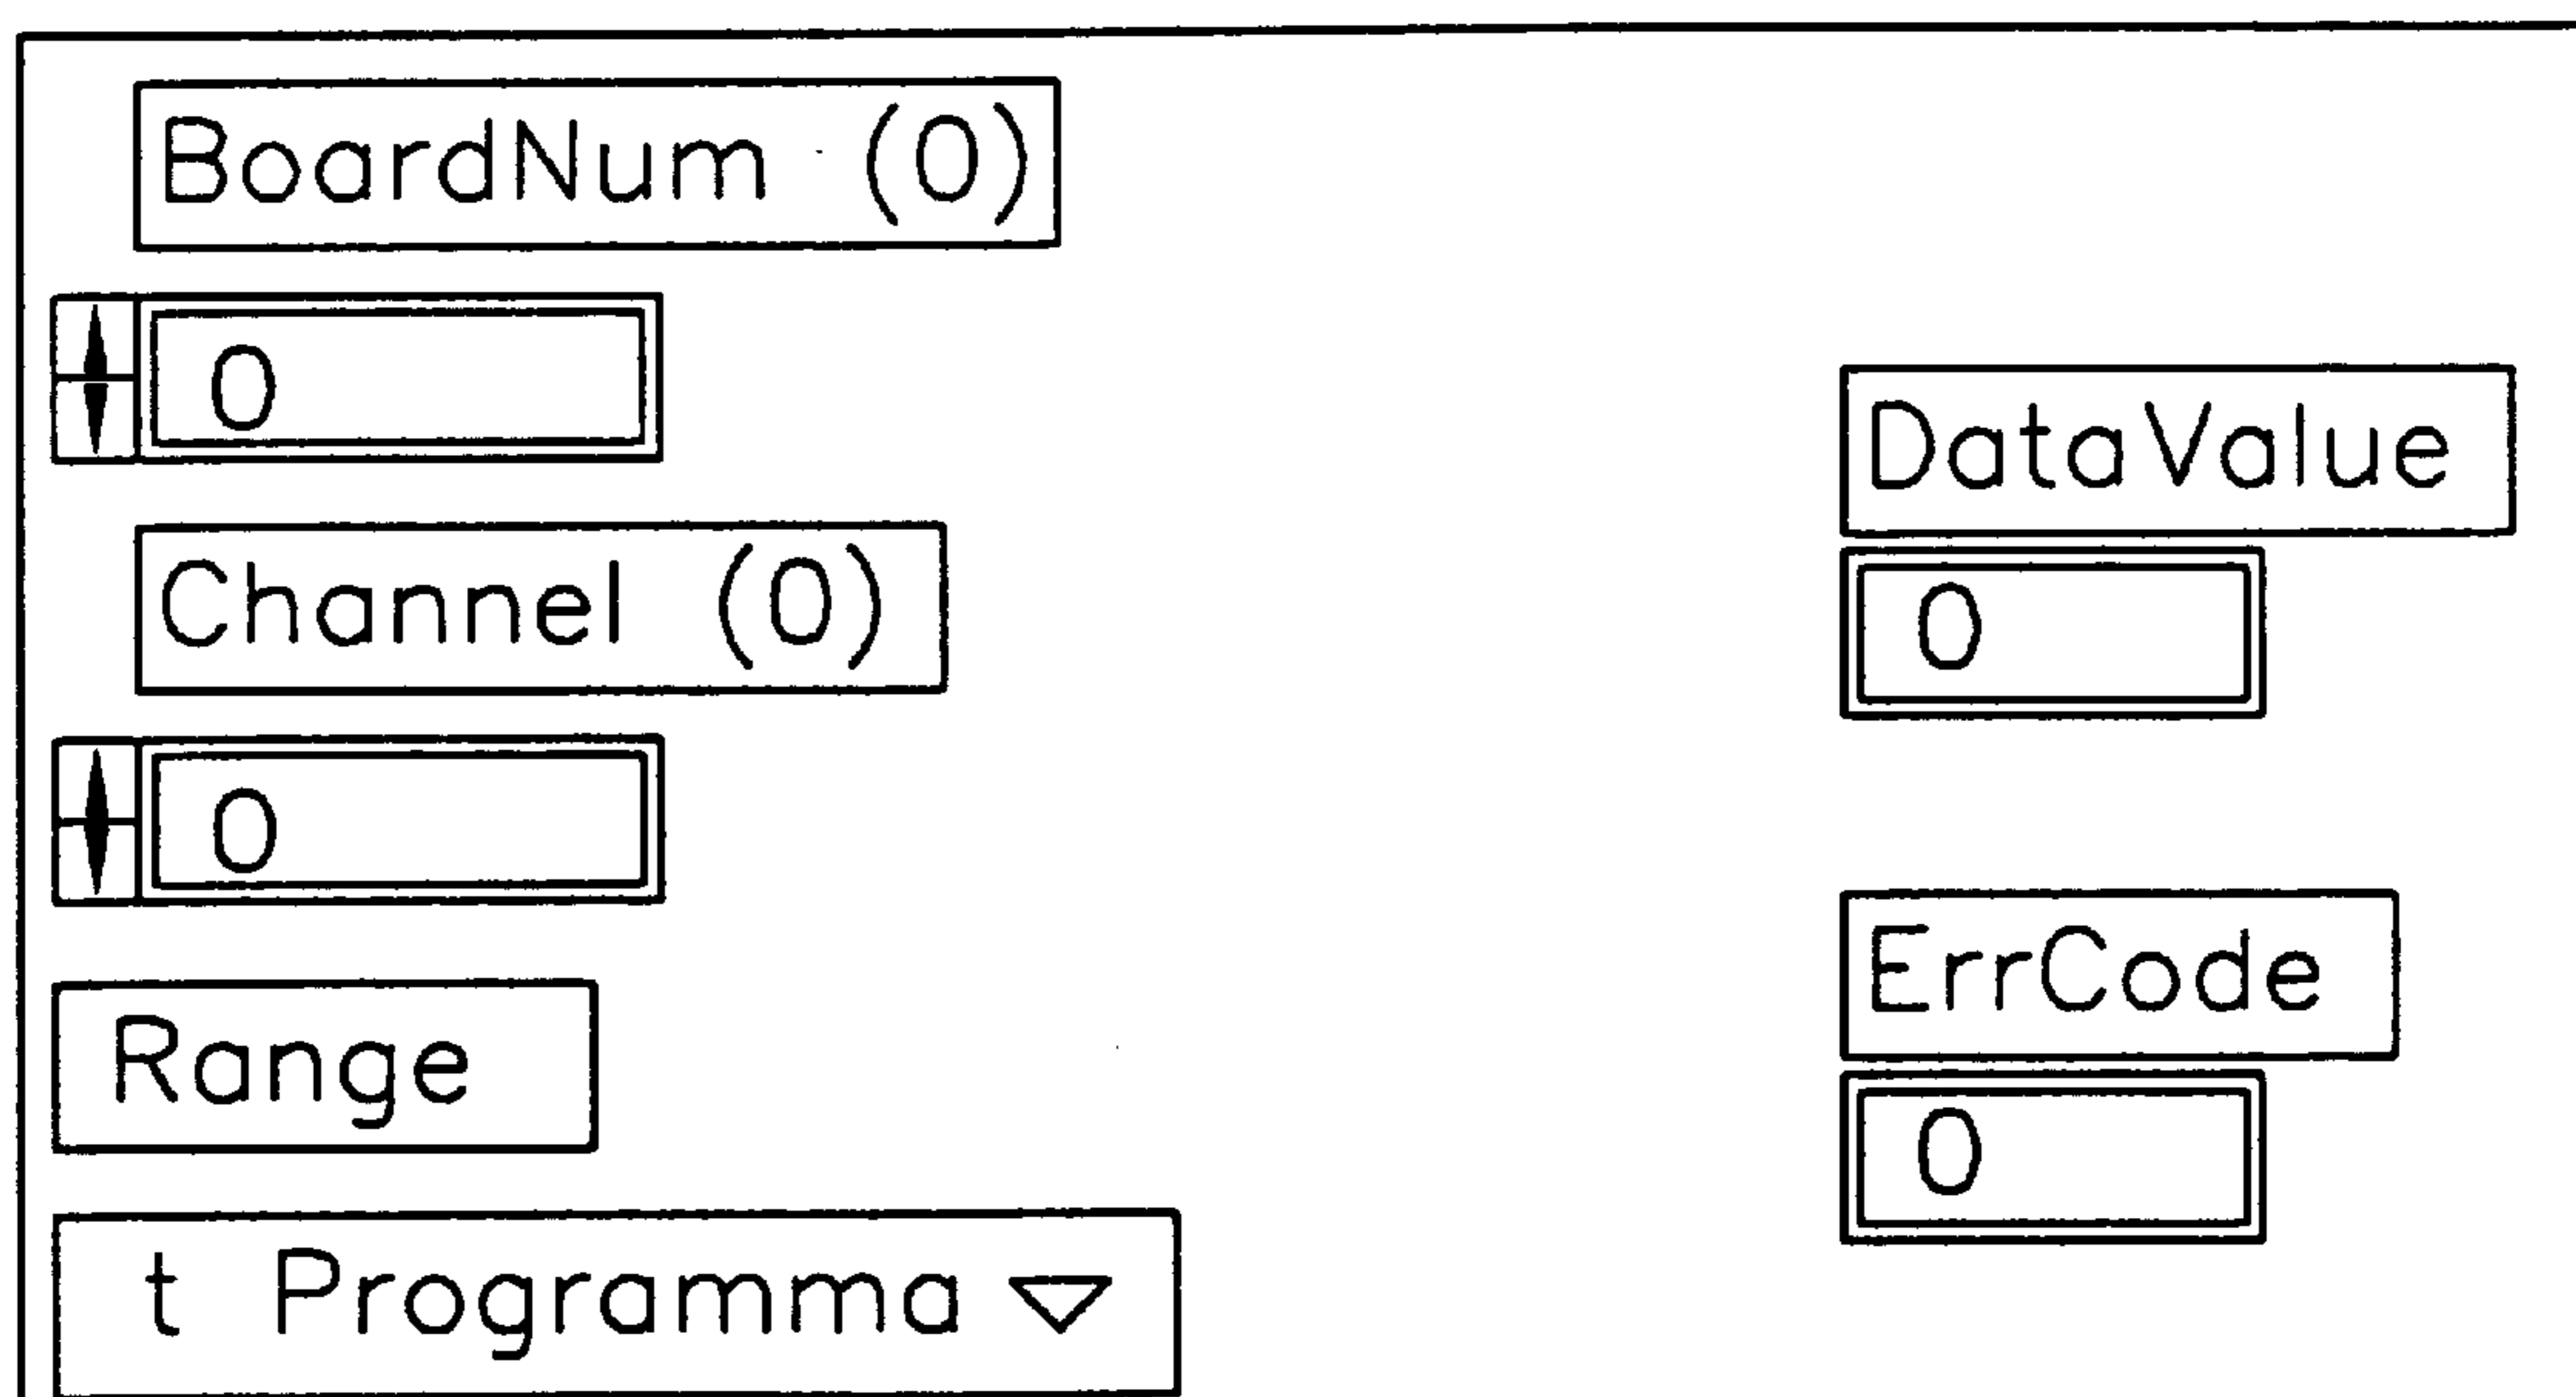 BoardNum (0)
0
Channel (0)
0
Range
t Programma
DataValue
0
ErrCode
0